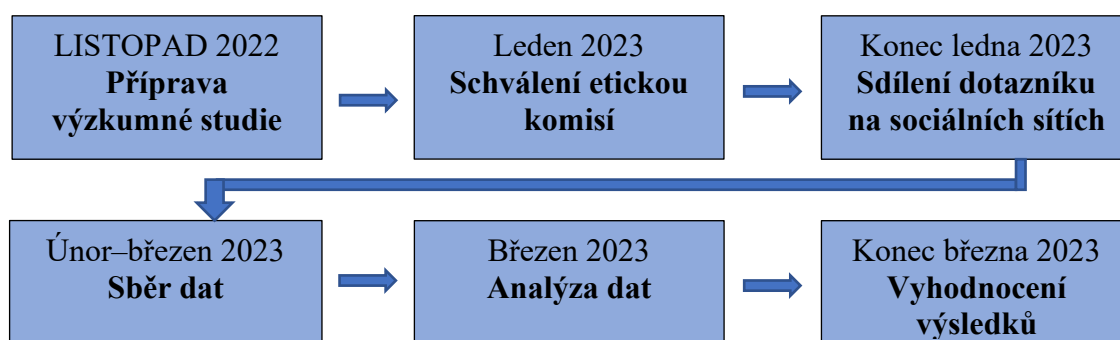 LISTOPAD 2022
Příprava
výzkumné studie
Leden 2023
Schválení etickou
komisí
Konec ledna 2023
Sdílení dotazníku
na sociálních sítích
Únor–březen 2023
Sběr dat
Březen 2023
Analýza dat
Konec března 2023
Vyhodnocení
výsledků